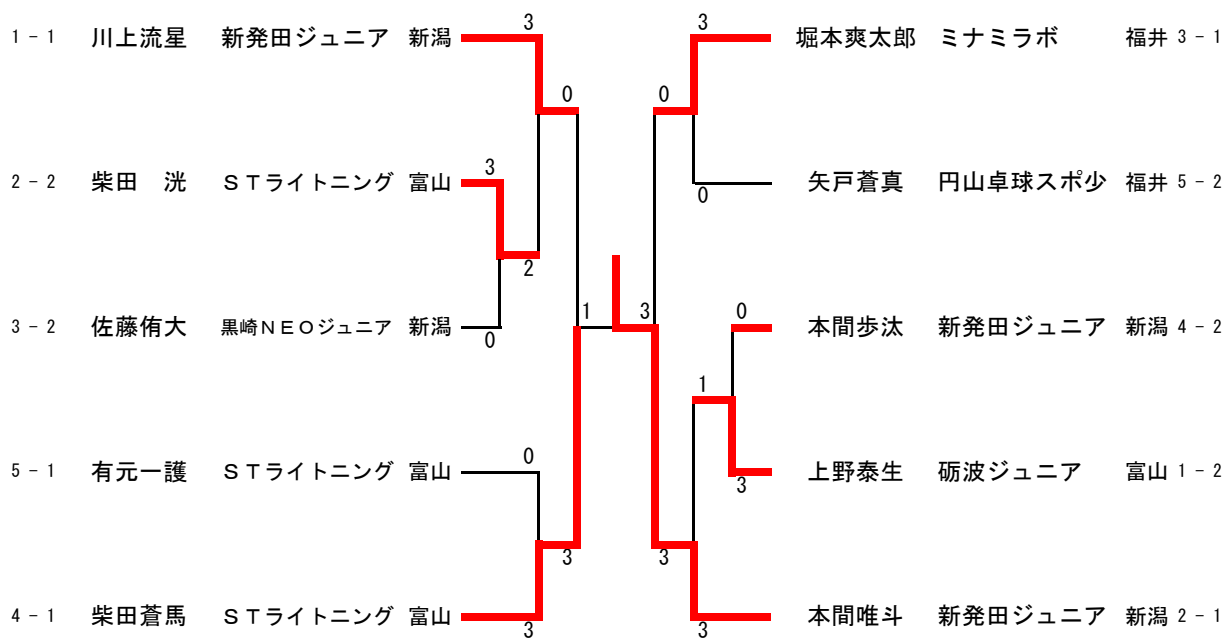 3 3
1 - 1 川上流星 新発田ジュニア 新潟 堀本爽太郎 ミナミラボ 福井 3 - 1
0 0
3
2 - 2 柴田　洸 ＳＴライトニング 富山 矢戸蒼真 円山卓球スポ少 福井 5 - 2
0
2
1 3 0
3 - 2 佐藤侑大 黒崎ＮＥＯジュニア 新潟 本間歩汰 新発田ジュニア 新潟 4 - 2
0
1
0
5 - 1 有元一護 ＳＴライトニング 富山 上野泰生 砺波ジュニア 富山 1 - 2
3
3 3
4 - 1 柴田蒼馬 ＳＴライトニング 富山 本間唯斗 新発田ジュニア 新潟 2 - 1
3 3